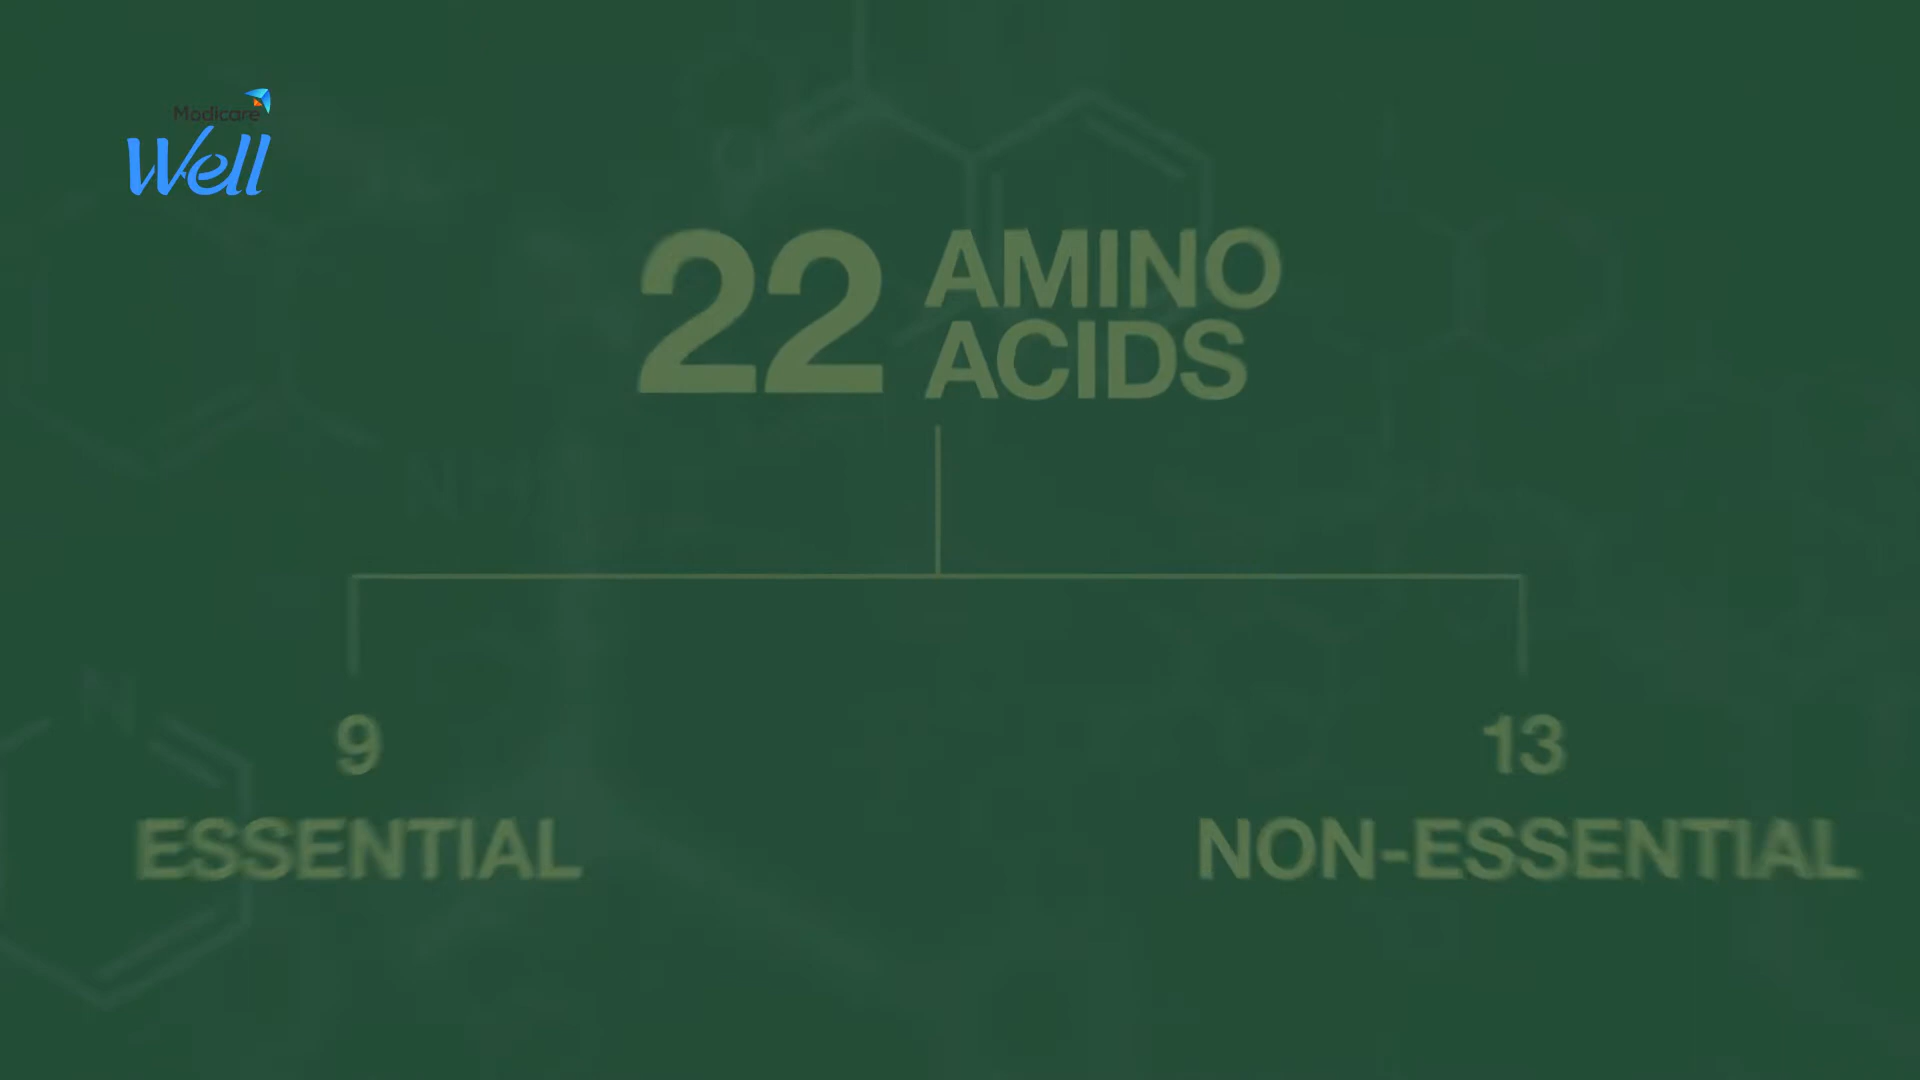 Modicare
Well
22 AMINO
ACIDS
9
ESSENTIAL
13
NON-ESSENTIAL
N